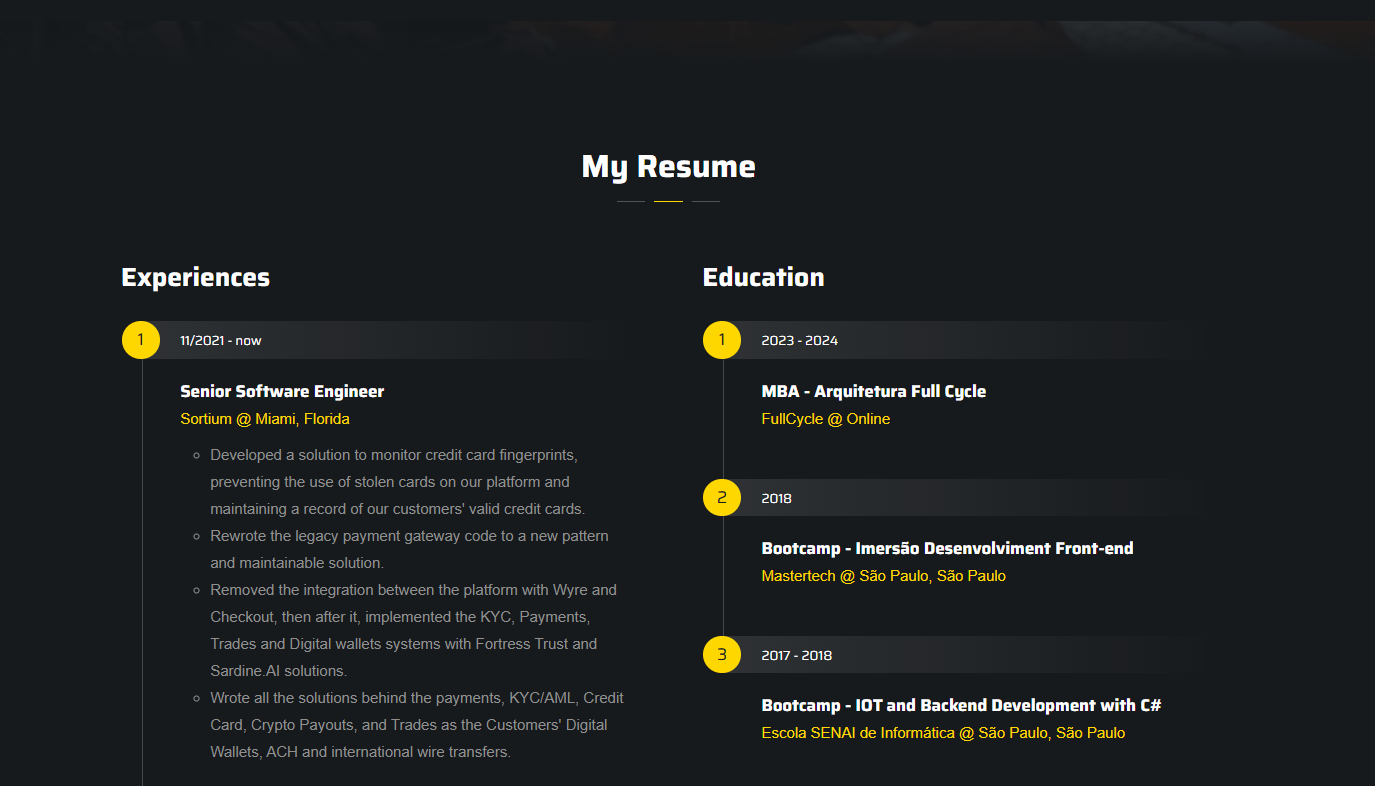 My Resume
Experiences
1
11/2021 - now
Senior Software Engineer
Sortium @ Miami, Florida
Developed a solution to monitor credit card fingerprints,
preventing the use of stolen cards on our platform and
maintaining a record of our customers' valid credit cards.
Rewrote the legacy payment gateway code to a new pattern
and maintainable solution.
Removed the integration between the platform with Wyre and
Checkout, then after it, implemented the KYC, Payments,
Trades and Digital wallets systems with Fortress Trust and
Sardine.AI solutions.
Wrote all the solutions behind the payments, KYC/AML, Credit
Card, Crypto Payouts, and Trades as the Customers' Digital
Wallets, ACH and international wire transfers.
Education
1
2023 - 2024
MBA - Arquitetura Full Cycle
FullCycle @ Online
2
2018
Bootcamp - Imersão Desenvolviment Front-end
Mastertech @ São Paulo, São Paulo
3
2017 - 2018
Bootcamp - IOT and Backend Development with C#
Escola SENAI de Informática @ São Paulo, São Paulo